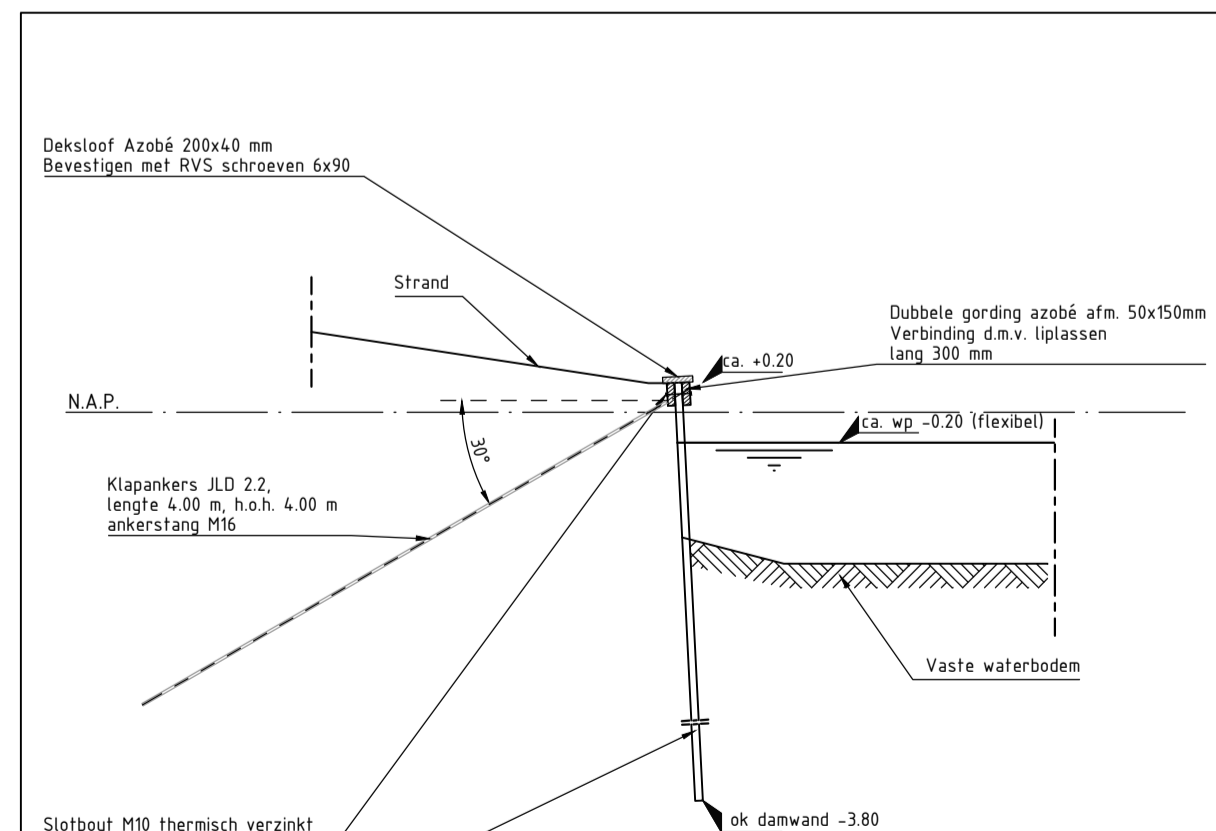 Deksloof Azobé 200x40 mm
Bevestigen met RVS schroeven 6x90
Strand
Dubbele gording azobé afm. 50x150mm
Verbinding d.m.v. liplassen
lang 300 mm
ca. +0.20
N.A.P.
ca. wp -0.20 (flexibel)
30°
Klapankers JLD 2.2,
lengte 4.00 m, h.o.h. 4.00 m
ankerstang M16
Vaste waterbodem
Slotbout M10 thermisch verzinkt
ok damwand -3.80